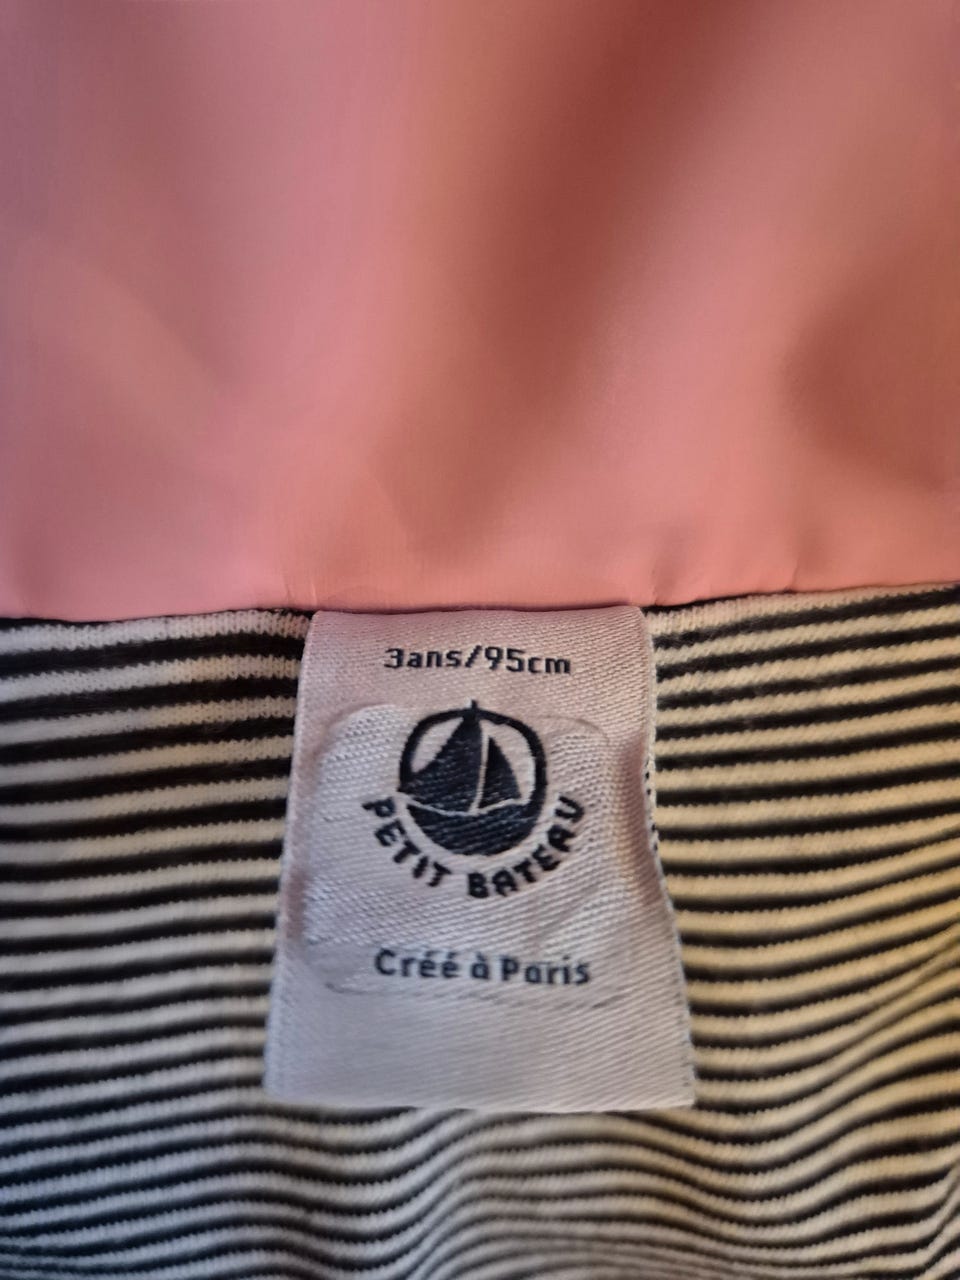 3ans/95cm
PETIT BATEAU
Créé à Paris